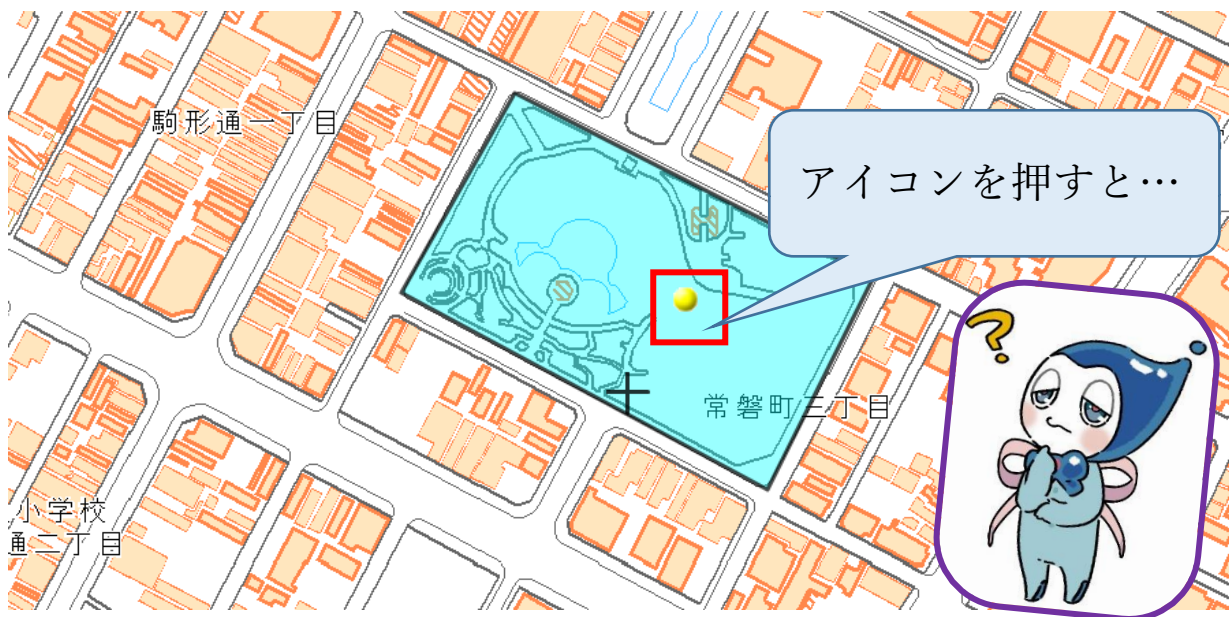 駒形通一丁目
アイコンを押すと…
?
常磐町三丁目
小学校
通二丁目